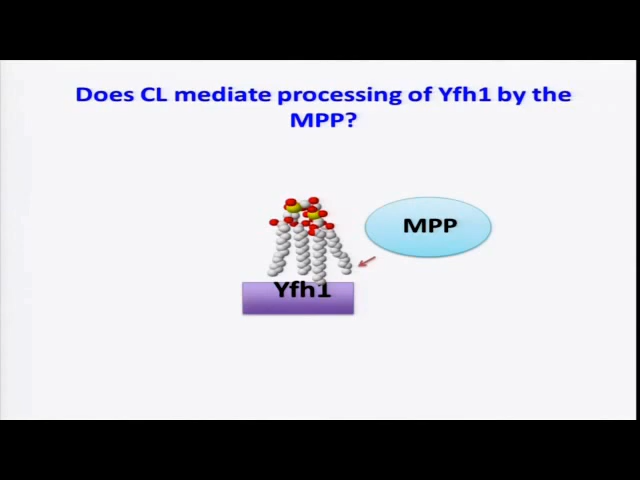 Does CL mediate processing of Yfh1 by the
MPP?
MPP
Yfh1